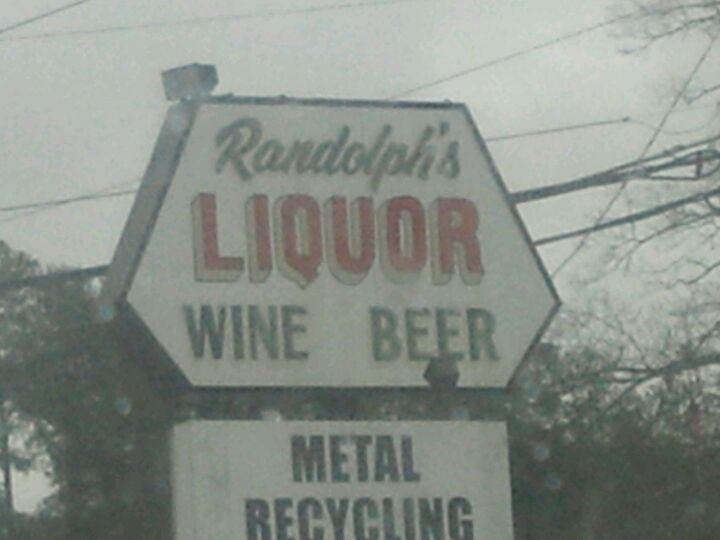 Randolph's
LIQUOR
WINE BEER
METAL
RECYCLING